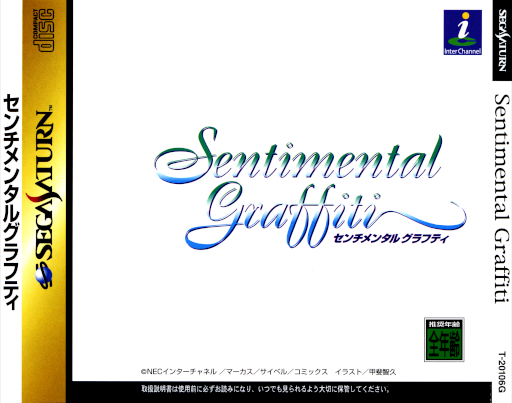 COMPACT
disc
SEGA SATURN™
センチメンタルグラフティ
i
InterChannel
Sentimental
Graffiti
センチメンタル グラフティ
推奨年齢
全年齢
©NECインターチャネル／マーカス／サイベル／コミックス イラスト／甲斐智久
取扱説明書は使用前に必ずお読みになり、いつでも見られるよう大切に保管してください。
SEGA SATURN
Sentimental Graffiti
T-20106G